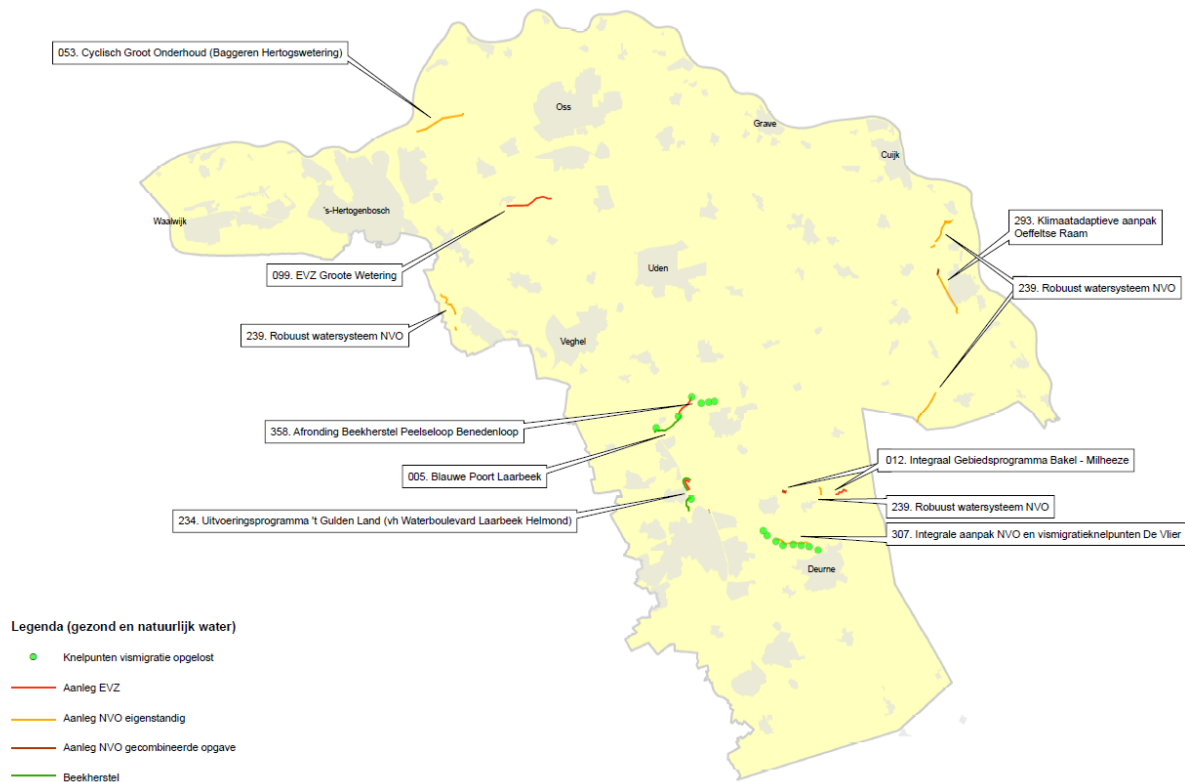 053. Cyclisch Groot Onderhoud (Baggeren Hertogswetering)
Oss
Grave
Cuijk
Waalwijk
's-Hertogenbosch
293. Klimaatadaptieve aanpak
Oeffeltse Raam
099. EVZ Groote Wetering
Uden
239. Robuust watersysteem NVO
239. Robuust watersysteem NVO
Veghel
358. Afronding Beekherstel Peelseloop Benedenloop
012. Integraal Gebiedsprogramma Bakel - Milheeze
005. Blauwe Poort Laarbeek
239. Robuust watersysteem NVO
234. Uitvoeringsprogramma 't Gulden Land (vh Waterboulevard Laarbeek Helmond)
307. Integrale aanpak NVO en vismigratieknelpunten De Vlier
Deurne
Legenda (gezond en natuurlijk water)
Knelpunten vismigratie opgelost
Aanleg EVZ
Aanleg NVO eigenstandig
Aanleg NVO gecombineerde opgave
Beekherstel